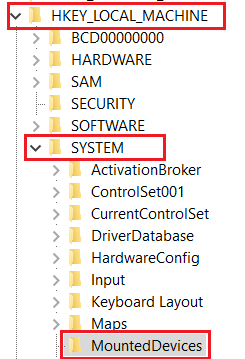 HKEY_LOCAL_MACHINE
BCD00000000
HARDWARE
SAM
SECURITY
SOFTWARE
SYSTEM
ActivationBroker
ControlSet001
CurrentControlSet
DriverDatabase
HardwareConfig
Input
Keyboard Layout
Maps
MountedDevices